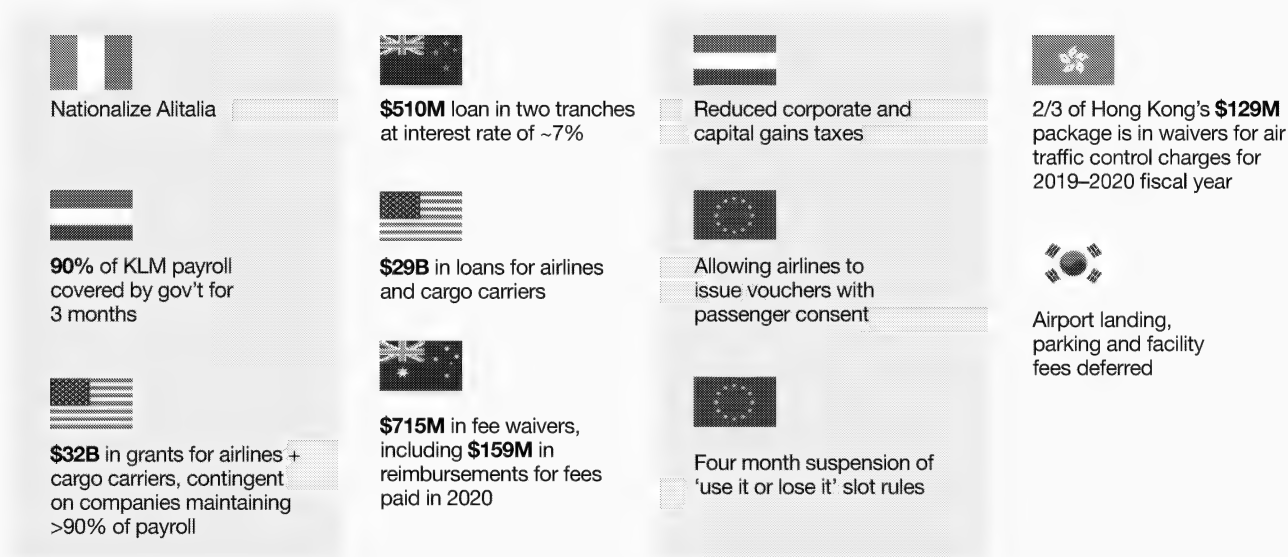 Nationalize Alitalia
90% of KLM payroll
covered by gov't for
3 months
$32B in grants for airlines +
cargo carriers, contingent
on companies maintaining
>90% of payroll
$510M loan in two tranches
at interest rate of ~7%
$29B in loans for airlines
and cargo carriers
$715M in fee waivers,
including $159M in
reimbursements for fees
paid in 2020
Reduced corporate and
capital gains taxes
Allowing airlines to
issue vouchers with
passenger consent
Four month suspension of
‘use it or lose it’ slot rules
2/3 of Hong Kong’s $129M
package is in waivers for air
traffic control charges for
2019–2020 fiscal year
Airport landing,
parking and facility
fees deferred